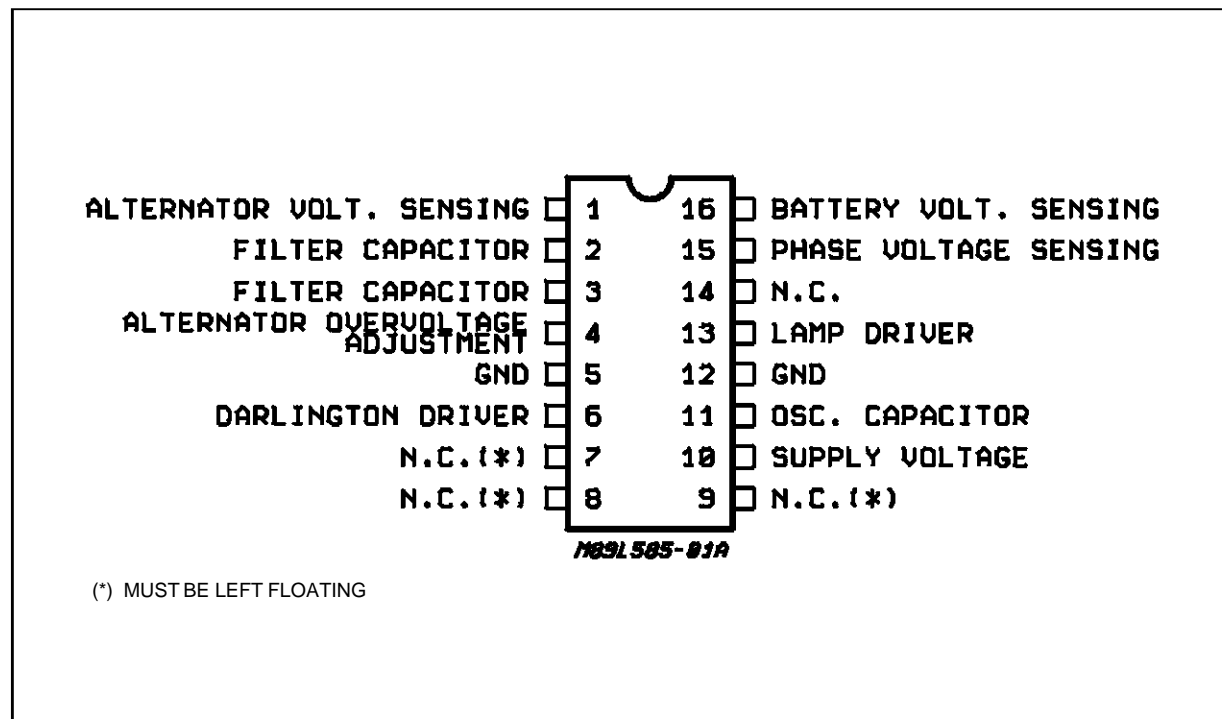 ALTERNATOR VOLT. SENSING 1 16 BATTERY VOLT. SENSING
FILTER CAPACITOR 2 15 PHASE VOLTAGE SENSING
FILTER CAPACITOR 3 14 N.C.
ALTERNATOR OVERVOLTAGE
ADJUSTMENT 4 13 LAMP DRIVER
GND 5 12 GND
DARLINGTON DRIVER 6 11 OSC. CAPACITOR
N.C.(*) 7 10 SUPPLY VOLTAGE
N.C.(*) 8 9 N.C.(*)
M89L585-01A
(*) MUST BE LEFT FLOATING